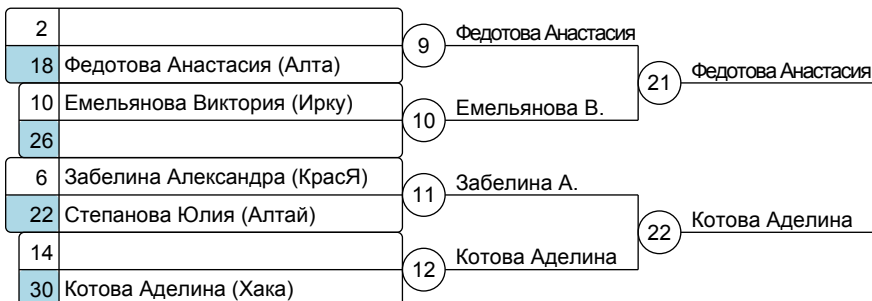 2
18 Федотова Анастасия (Алта)
10 Емельянова Виктория (Ирку)
26
6 Забелина Александра (КрасЯ)
22 Степанова Юлия (Алтай)
14
30 Котова Аделина (Хака)
9 Федотова Анастасия
10 Емельянова В.
11 Забелина А.
12 Котова Аделина
21 Федотова Анастасия
22 Котова Аделина